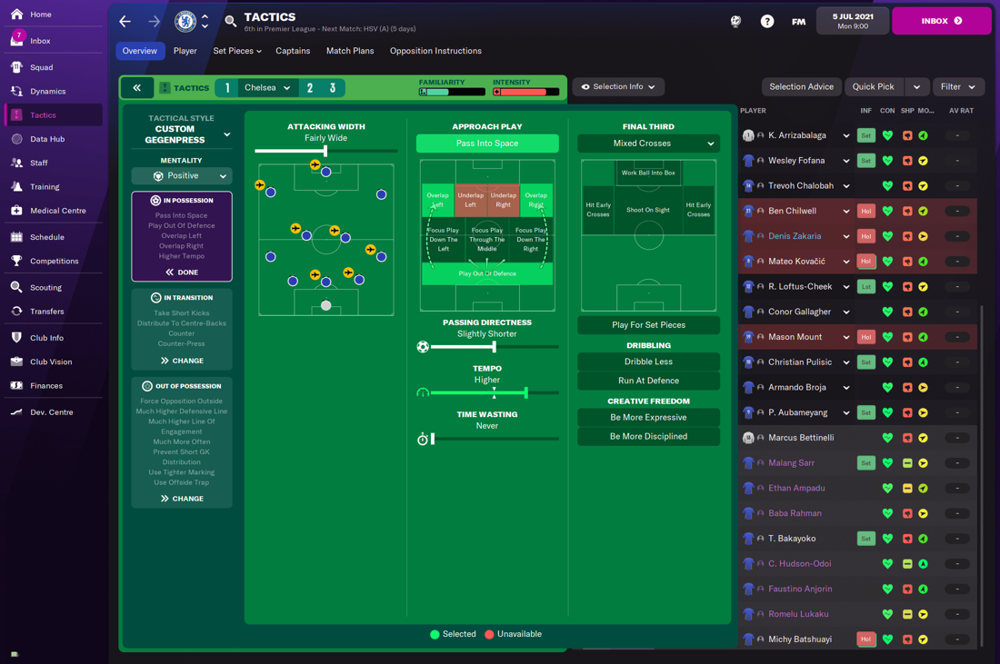 Home
7
Inbox
Squad
Dynamics
Tactics
Data Hub
Staff
Training
Medical Centre
Schedule
Competitions
Scouting
Transfers
Club Info
Club Vision
Finances
Dev. Centre
TACTICS
6th in Premier League - Next Match: HSV (A) (5 days)
?
FM
5 JUL 2021
Mon 9:00
INBOX
Overview
Player
Set Pieces
Captains
Match Plans
Opposition Instructions
TACTICS
1
Chelsea
2
3
FAMILIARITY
INTENSITY
Selection Info
Selection Advice
Quick Pick
Filter
TACTICAL STYLE
CUSTOM
GEGENPRESS
MENTALITY
Positive
IN POSSESSION
Pass Into Space
Play Out Of Defence
Overlap Left
Overlap Right
Higher Tempo
DONE
IN TRANSITION
Take Short Kicks
Distribute To Centre-Backs
Counter
Counter-Press
CHANGE
OUT OF POSSESSION
Force Opposition Outside
Much Higher Defensive Line
Much Higher Line Of
Engagement
Much More Often
Prevent Short GK
Distribution
Use Tighter Marking
Use Offside Trap
CHANGE
ATTACKING WIDTH
Fairly Wide
APPROACH PLAY
Pass Into Space
Overlap Left
Underlap Left
Underlap Right
Overlap Right
Focus Play Down The Left
Focus Play Through The Middle
Focus Play Down The Right
Play Out Of Defence
PASSING DIRECTNESS
Slightly Shorter
TEMPO
Higher
TIME WASTING
Never
FINAL THIRD
Mixed Crosses
Work Ball Into Box
Hit Early Crosses
Shoot On Sight
Hit Early Crosses
Play For Set Pieces
DRIBBLING
Dribble Less
Run At Defence
CREATIVE FREEDOM
Be More Expressive
Be More Disciplined
Selected
Unavailable
PLAYER INF CON SHP MO... AV RAT
K. Arrizabalaga Set -
Wesley Fofana Set -
Trevoh Chalobah -
Ben Chilwell Hol -
Denis Zakaria Hol -
Mateo Kovačić Hol -
R. Loftus-Cheek Lst -
Conor Gallagher -
Mason Mount Hol -
Christian Pulisic Set -
Armando Broja -
P. Aubameyang Set -
Marcus Bettinelli -
Malang Sarr Set -
Ethan Ampadu -
Baba Rahman -
T. Bakayoko Set -
C. Hudson-Odoi -
Faustino Anjorin -
Romelu Lukaku -
Michy Batshuayi Hol -